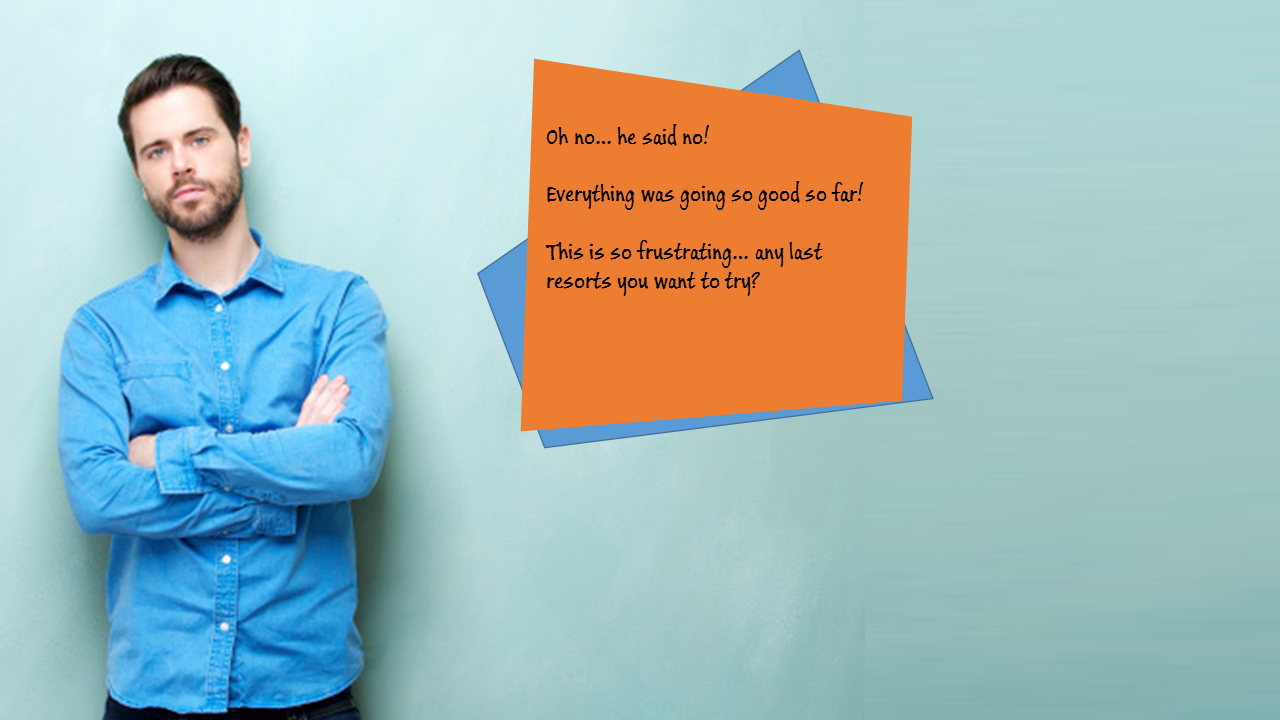 Oh no... he said no!
Everything was going so good so far!
This is so frustrating... any last
resorts you want to try?